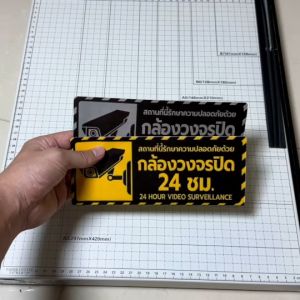 สถานที่นี้รักษาความปลอดภัยด้วย
กล้องวงจรปิด
สถานที่นี้รักษาความปลอดภัยด้วย
กล้องวงจรปิด
24 ชม.
24 HOUR VIDEO SURVEILLANCE
A3(297mmX420mm)